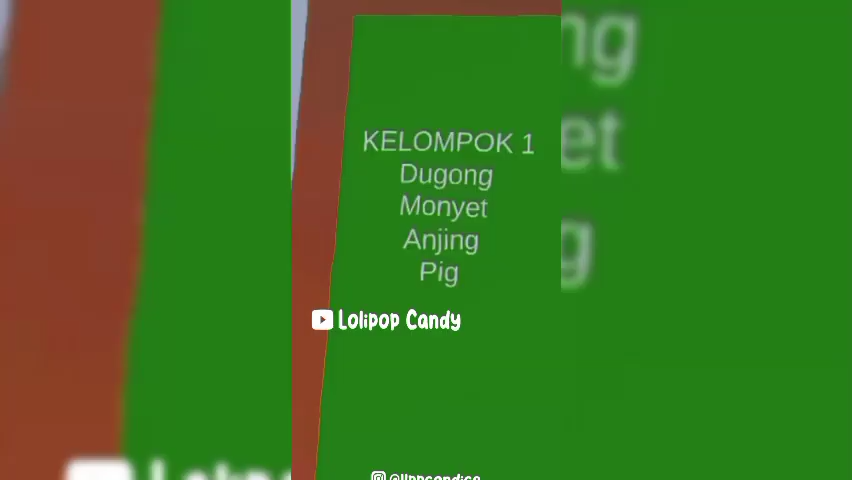 KELOMPOK 1
Dugong
Monyet
Anjing
Pig
Lolipop Candy